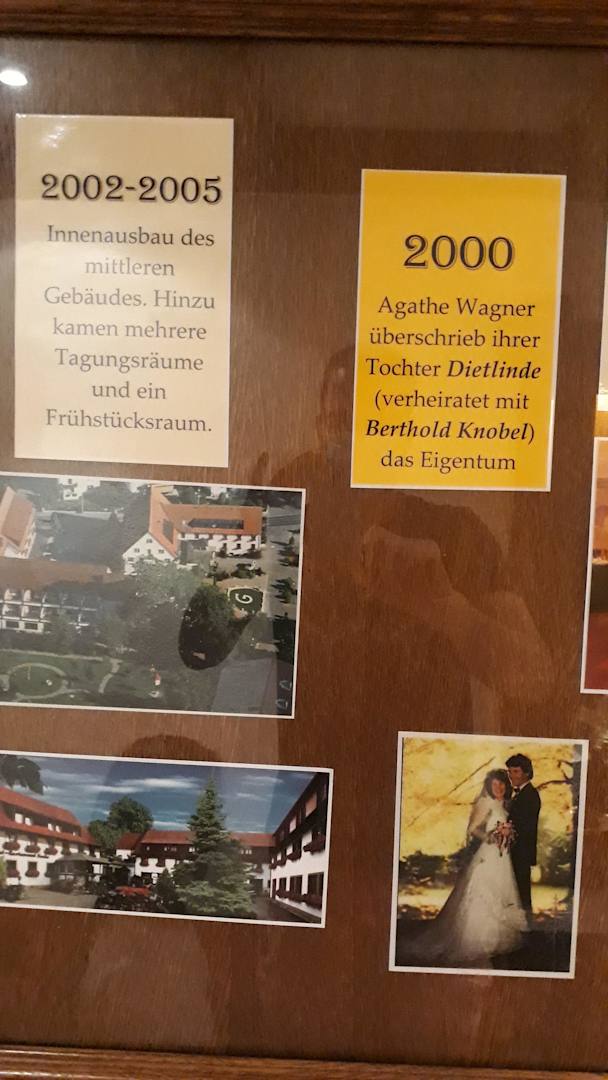 2002-2005
Innenausbau des
mittleren
Gebäudes. Hinzu
kamen mehrere
Tagungsräume
und ein
Frühstücksraum.
2000
Agathe Wagner
überschrieb ihrer
Tochter Dietlinde
(verheiratet mit
Berthold Knobel)
das Eigentum
G